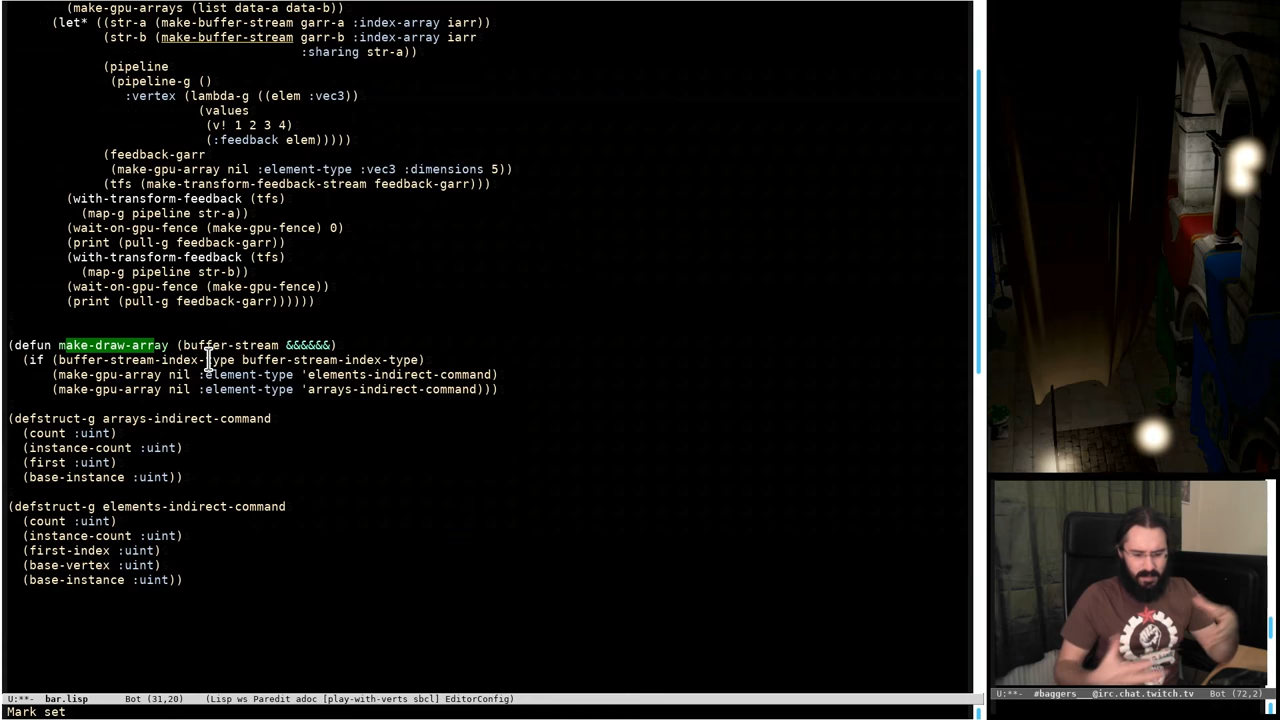 (make-gpu-arrays (list data-a data-b))
(let* ((str-a (make-buffer-stream garr-a :index-array iarr))
(str-b (make-buffer-stream garr-b :index-array iarr
:sharing str-a))
(pipeline
(pipeline-g ()
:vertex (lambda-g ((elem :vec3))
(values
(v! 1 2 3 4)
(:feedback elem)))))
(feedback-garr
(make-gpu-array nil :element-type :vec3 :dimensions 5))
(tfs (make-transform-feedback-stream feedback-garr)))
(with-transform-feedback (tfs)
(map-g pipeline str-a))
(wait-on-gpu-fence (make-gpu-fence) 0)
(print (pull-g feedback-garr))
(with-transform-feedback (tfs)
(map-g pipeline str-b))
(wait-on-gpu-fence (make-gpu-fence))
(print (pull-g feedback-garr))))))
(defun make-draw-array (buffer-stream &&&&&&)
(if (buffer-stream-index-type buffer-stream-index-type)
(make-gpu-array nil :element-type 'elements-indirect-command)
(make-gpu-array nil :element-type 'arrays-indirect-command)))
(defstruct-g arrays-indirect-command
(count :uint)
(instance-count :uint)
(first :uint)
(base-instance :uint))
(defstruct-g elements-indirect-command
(count :uint)
(instance-count :uint)
(first-index :uint)
(base-vertex :uint)
(base-instance :uint))
U:**- bar.lisp Bot (31,20) (Lisp ws Paredit adoc [play-with-verts sbcl] EditorConfig)
Mark set
U:**- #baggers___@irc.chat.twitch.tv Bot (72,2)